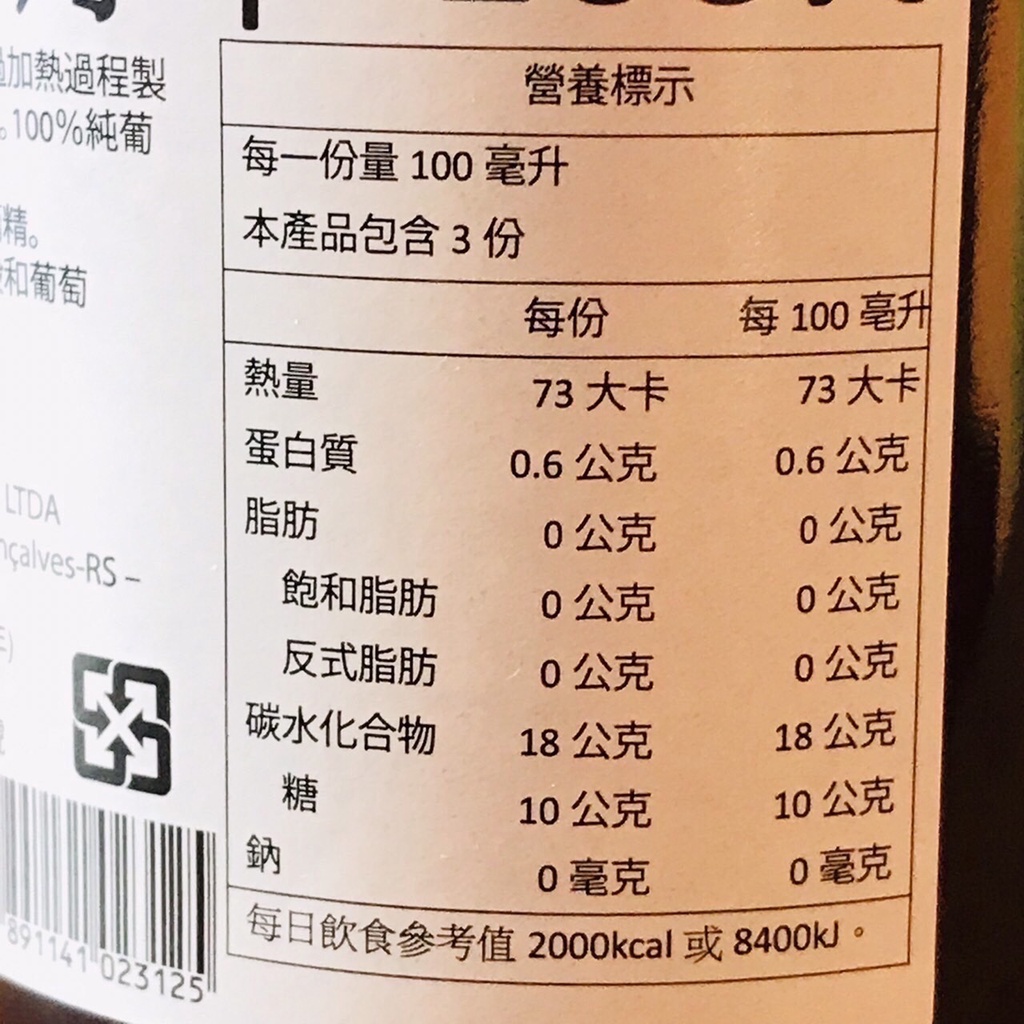 加熱過程製
。100%純葡
精。
和葡萄
LTDA
nçalves-RS –
891141 023125
營養標示
每一份量 100 毫升
本產品包含 3 份
每份 每 100 毫升
熱量 73 大卡 73 大卡
蛋白質 0.6 公克 0.6 公克
脂肪 0 公克 0 公克
飽和脂肪 0 公克 0 公克
反式脂肪 0 公克 0 公克
碳水化合物 18 公克 18 公克
糖 10 公克 10 公克
鈉 0 毫克 0 毫克
每日飲食參考值 2000kcal 或 8400kJ。